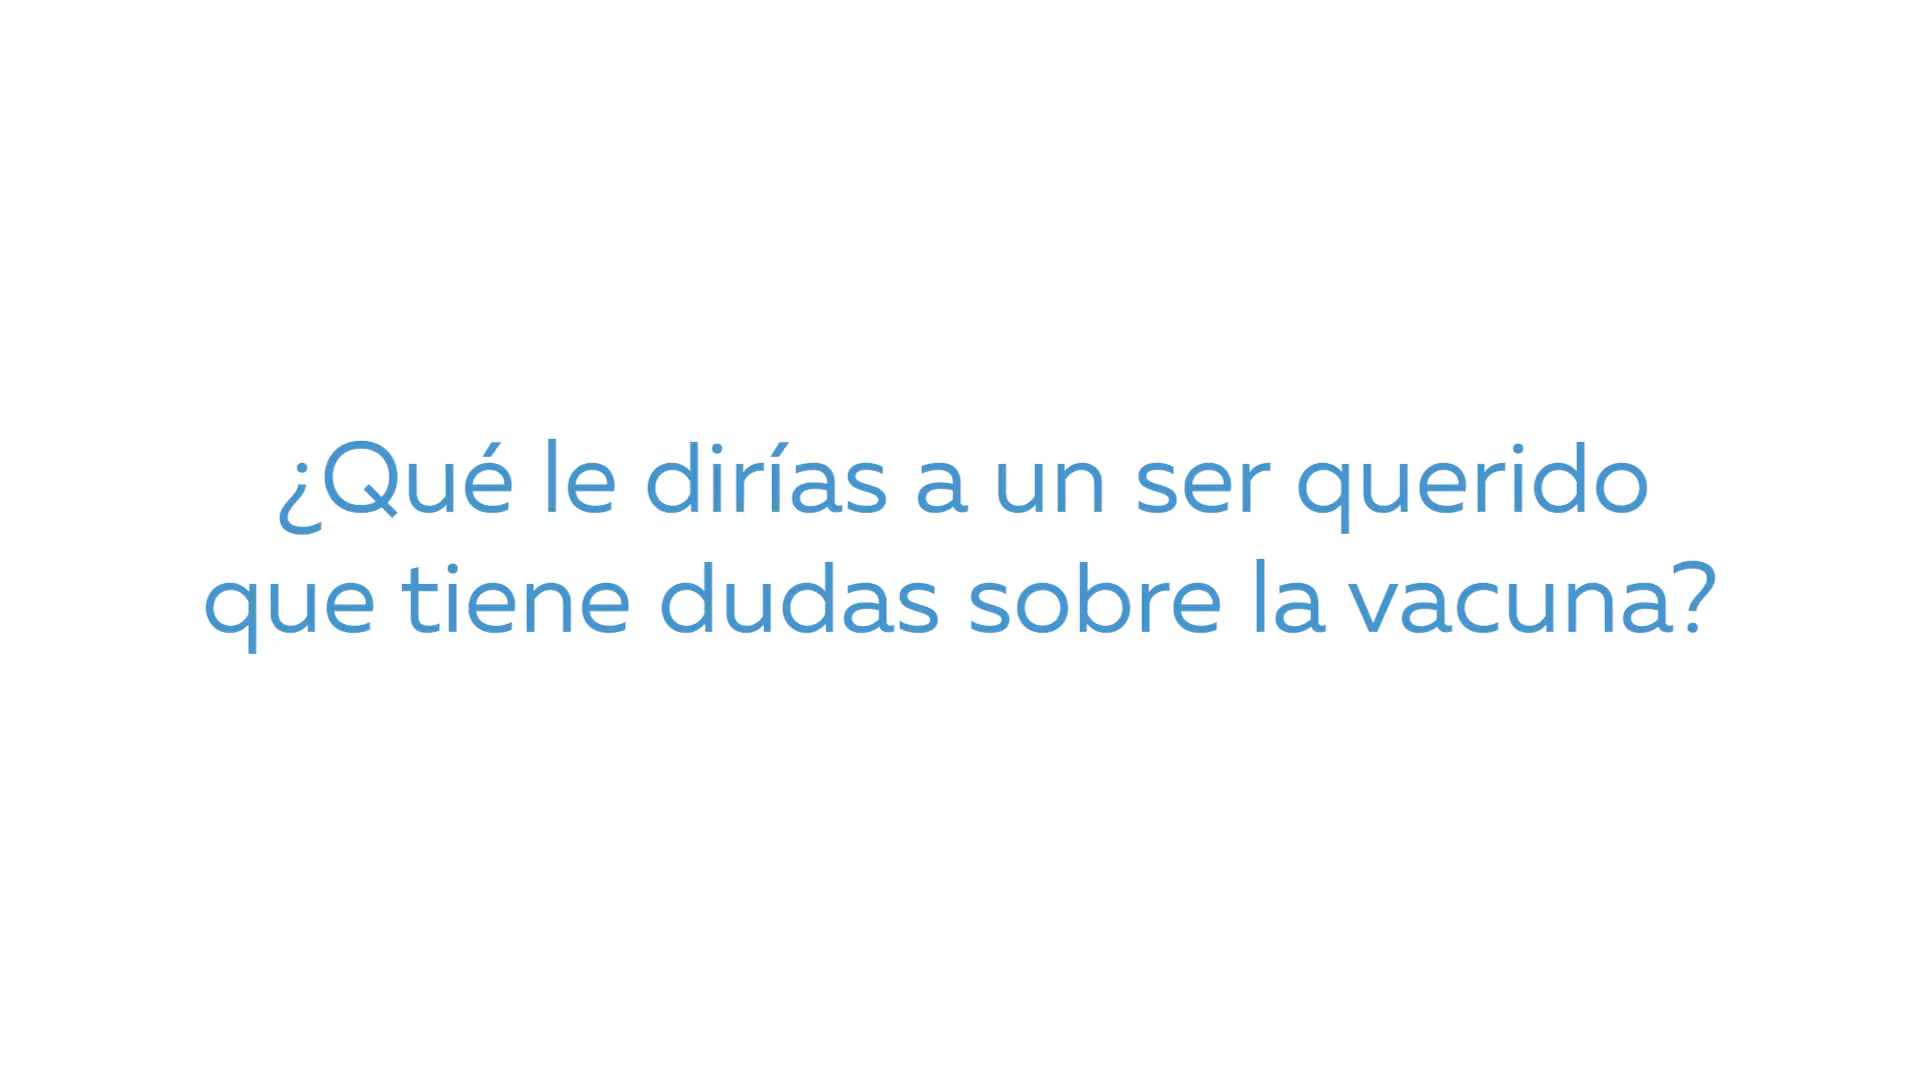 ¿Qué le dirías a un ser querido
que tiene dudas sobre la vacuna?